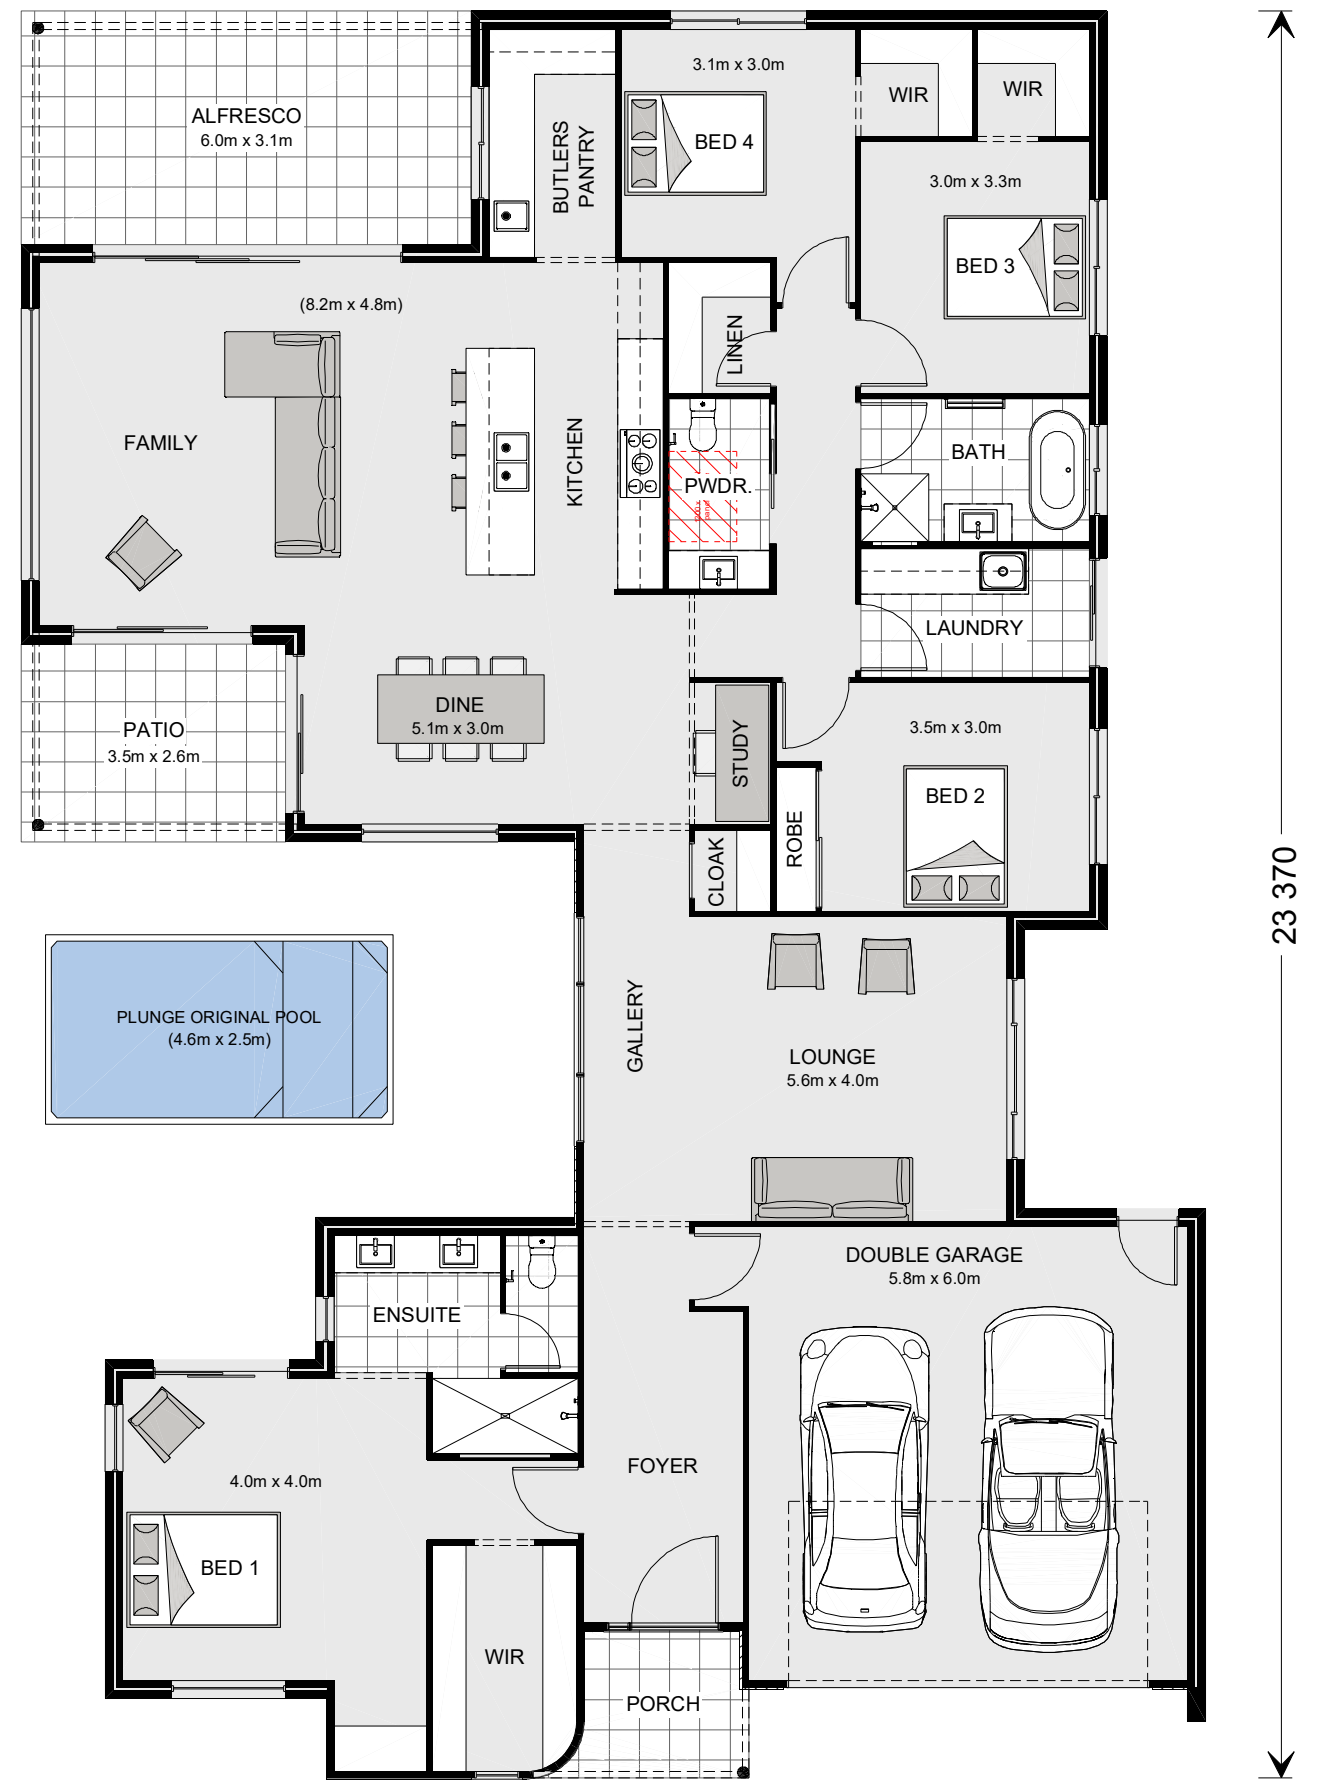 3.1m x 3.0m
BED 4
WIR
WIR
ALFRESCO
6.0m x 3.1m
BUTLERS
PANTRY
3.0m x 3.3m
BED 3
(8.2m x 4.8m)
LINEN
FAMILY
KITCHEN
PWDR.
BATH
LAUNDRY
DINE
5.1m x 3.0m
STUDY
3.5m x 3.0m
BED 2
PATIO
3.5m x 2.6m
ROBE
CLOAK
23 370
PLUNGE ORIGINAL POOL
(4.6m x 2.5m)
GALLERY
LOUNGE
5.6m x 4.0m
DOUBLE GARAGE
5.8m x 6.0m
ENSUITE
FOYER
4.0m x 4.0m
BED 1
WIR
PORCH